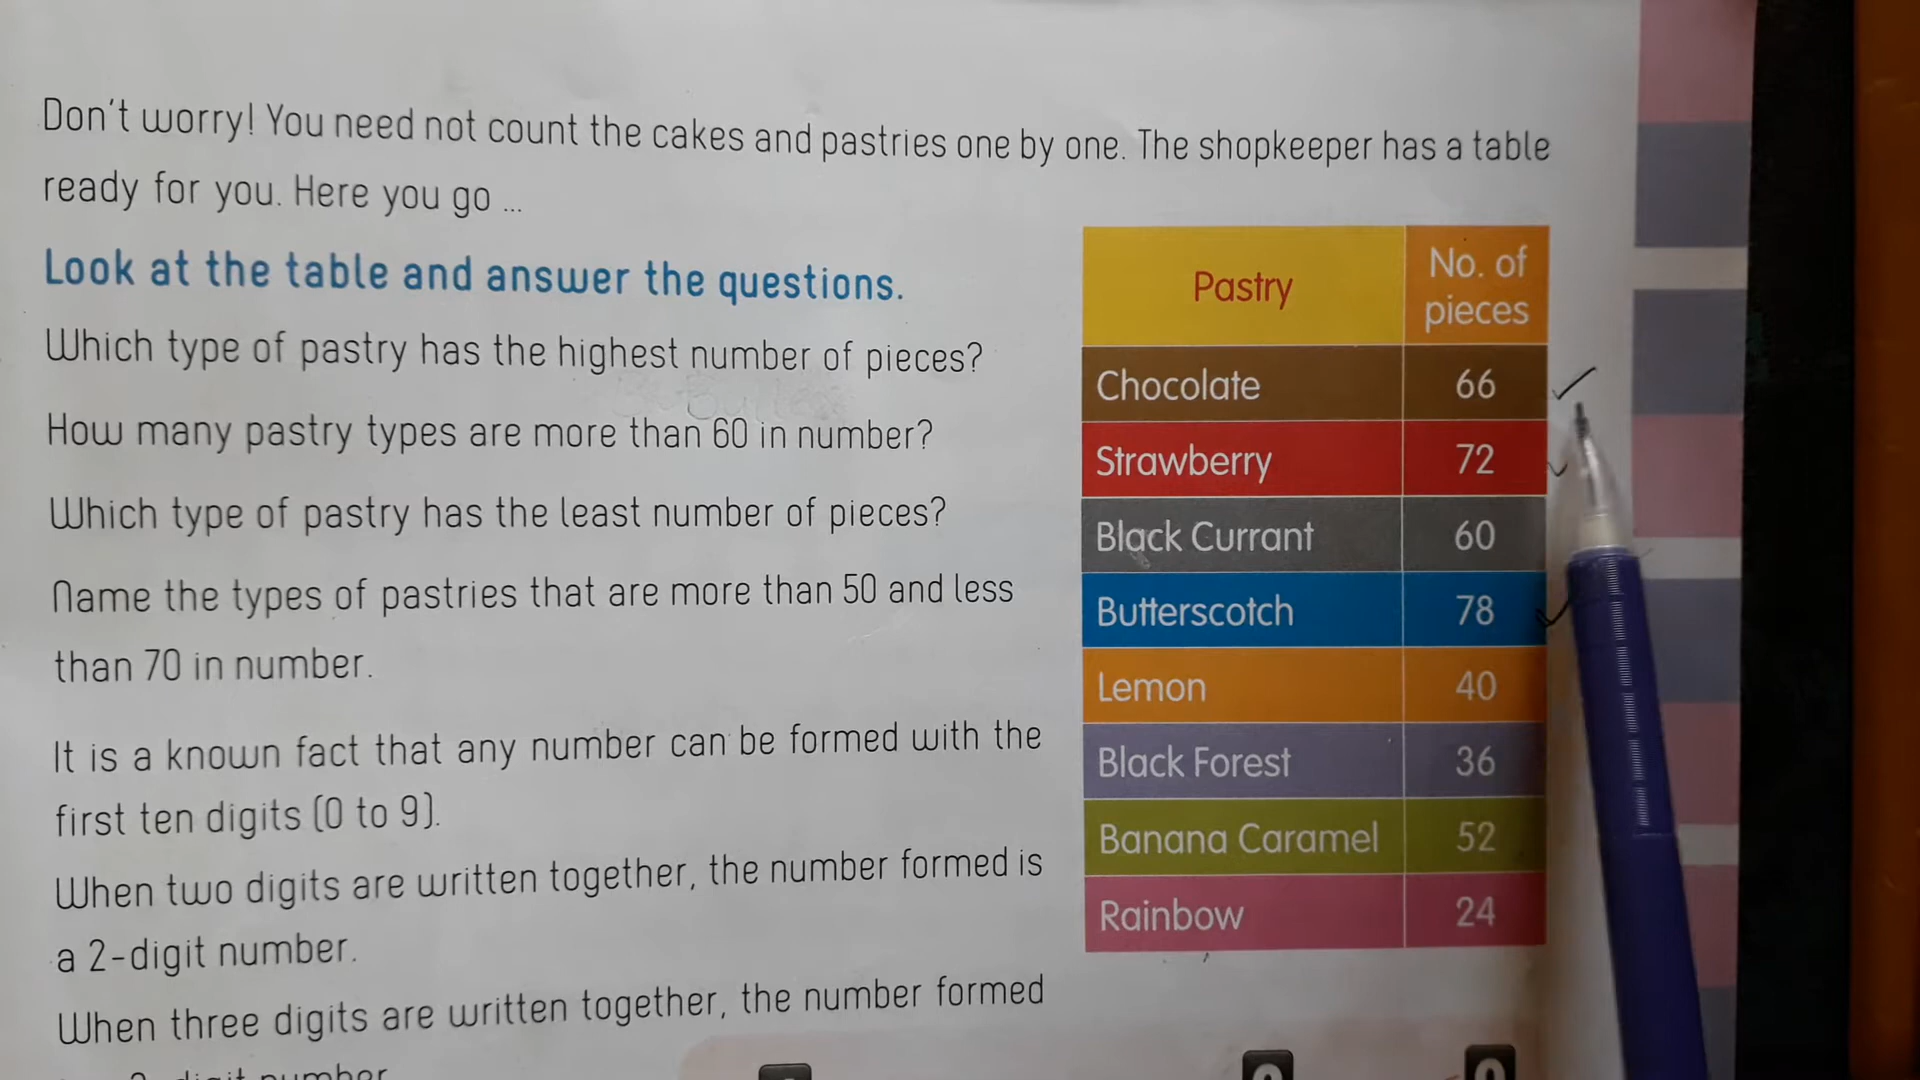 Don't worry! You need not count the cakes and pastries one by one. The shopkeeper has a table
ready for you. Here you go ...
Look at the table and answer the questions.
Which type of pastry has the highest number of pieces?
How many pastry types are more than 60 in number?
Which type of pastry has the least number of pieces?
Name the types of pastries that are more than 50 and less
than 70 in number.
It is a known fact that any number can be formed with the
first ten digits (0 to 9).
When two digits are written together, the number formed is
a 2-digit number.
When three digits are written together, the number formed
Pastry No. of
pieces
Chocolate 66
Strawberry 72
Black Currant 60
Butterscotch 78
Lemon 40
Black Forest 36
Banana Caramel 52
Rainbow 24